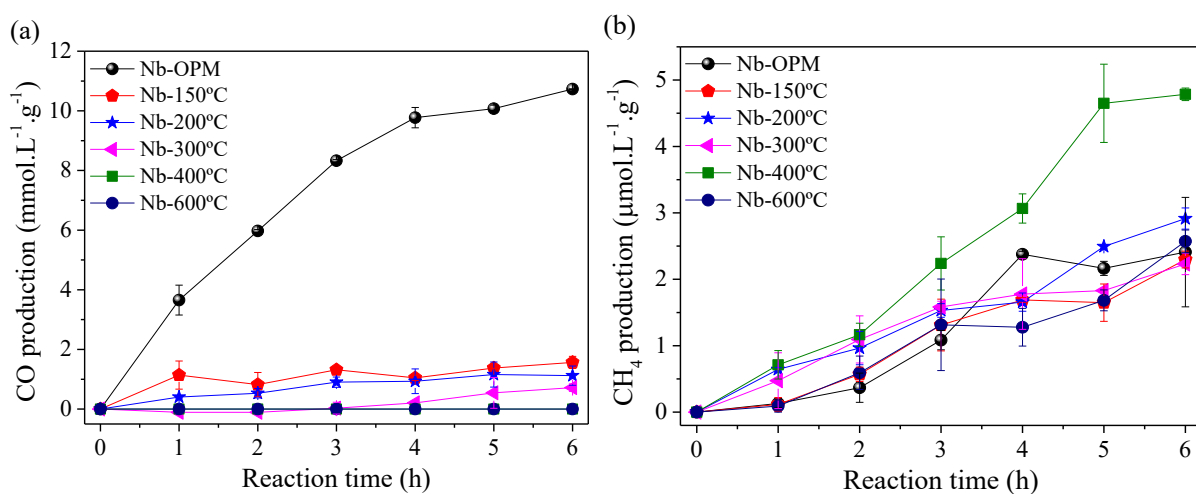 (a)
CO production (mmol.L⁻¹·g⁻¹)
12
10
8
6
4
2
0
Nb-OPM
Nb-150ºC
Nb-200ºC
Nb-300ºC
Nb-400ºC
Nb-600ºC
0 1 2 3 4 5 6
Reaction time (h)
(b)
CH₄ production (µmol.L⁻¹·g⁻¹)
5
4
3
2
1
0
Nb-OPM
Nb-150ºC
Nb-200ºC
Nb-300ºC
Nb-400ºC
Nb-600ºC
0 1 2 3 4 5 6
Reaction time (h)